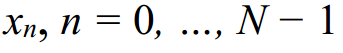 xn, n = 0, ..., N − 1